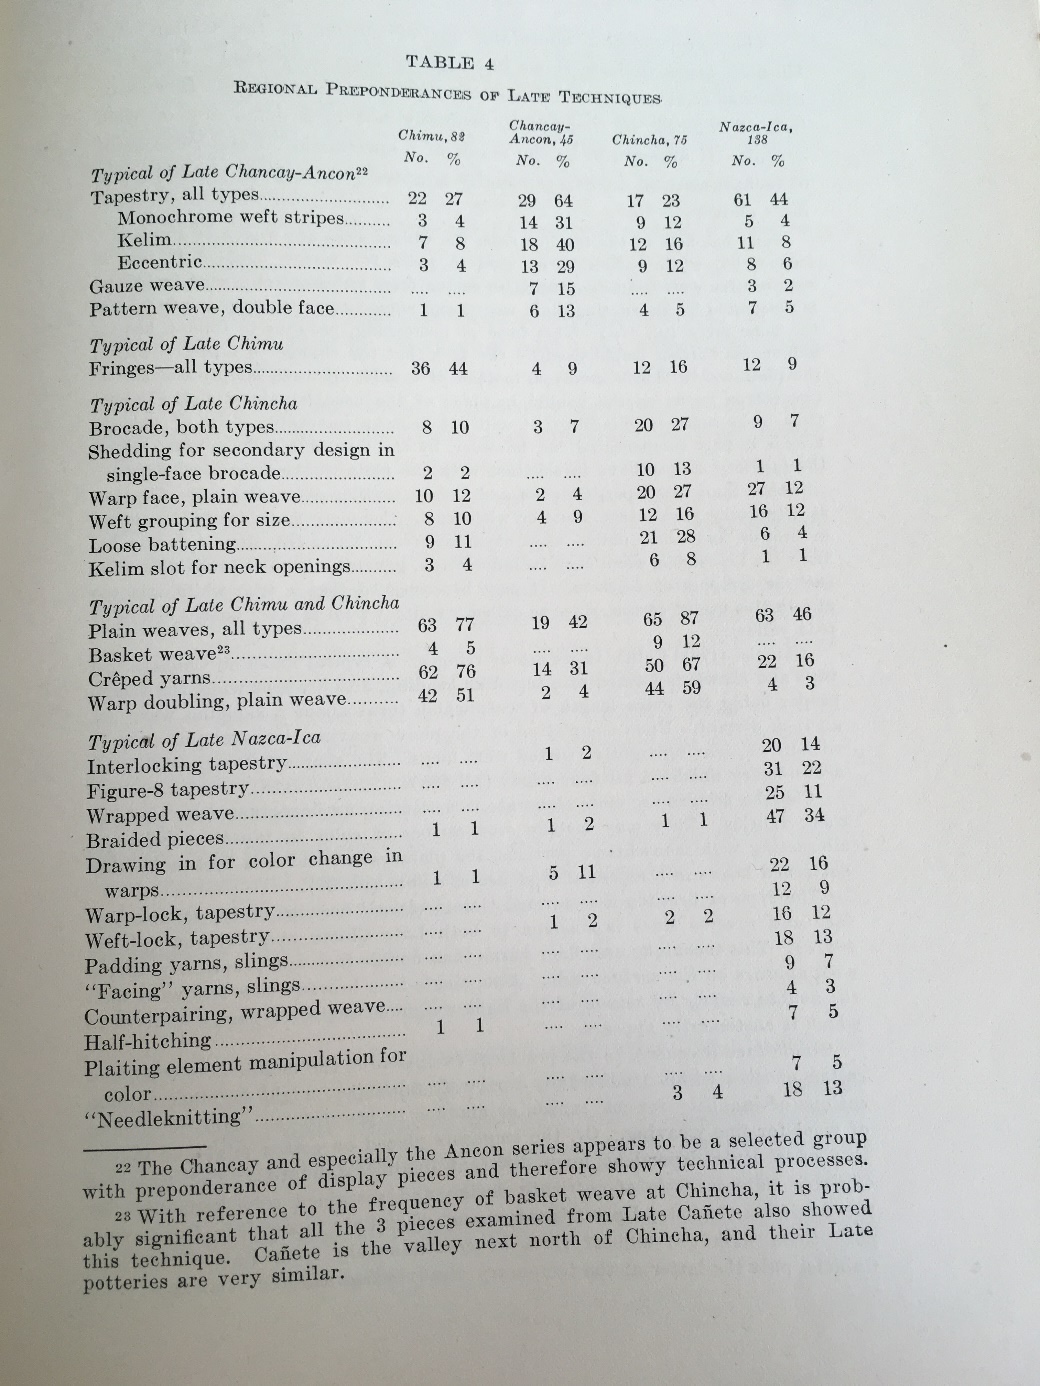 TABLE 4
REGIONAL PREPONDERANCES OF LATE TECHNIQUES
Chimu, 82 Chancay-Ancon, 45 Chincha, 75 Nazca-Ica, 138
No. % No. % No. % No. %
Typical of Late Chancay-Ancon22
Tapestry, all types 22 27 29 64 17 23 61 44
Monochrome weft stripes 3 4 14 31 9 12 5 4
Kelim 7 8 18 40 12 16 11 8
Eccentric 3 4 13 29 9 12 8 6
Gauze weave .... .... 7 15 .... .... 3 2
Pattern weave, double face 1 1 6 13 4 5 7 5
Typical of Late Chimu
Fringes—all types 36 44 4 9 12 16 12 9
Typical of Late Chincha
Brocade, both types 8 10 3 7 20 27 9 7
Shedding for secondary design in
single-face brocade 2 2 .... .... 10 13 1 1
Warp face, plain weave 10 12 2 4 20 27 27 12
Weft grouping for size 8 10 4 9 12 16 16 12
Loose battening 9 11 .... .... 21 28 6 4
Kelim slot for neck openings 3 4 .... .... 6 8 1 1
Typical of Late Chimu and Chincha
Plain weaves, all types 63 77 19 42 65 87 63 46
Basket weave23 4 5 .... .... 9 12 .... ....
Crêped yarns 62 76 14 31 50 67 22 16
Warp doubling, plain weave 42 51 2 4 44 59 4 3
Typical of Late Nazca-Ica
Interlocking tapestry .... .... 1 2 .... .... 20 14
Figure-8 tapestry .... .... .... .... .... .... 31 22
Wrapped weave .... .... .... .... .... .... 25 11
Braided pieces 1 1 1 2 1 1 47 34
Drawing in for color change in
warps 1 1 5 11 .... .... 22 16
Warp-lock, tapestry .... .... .... .... .... .... 12 9
Weft-lock, tapestry .... .... 1 2 2 2 16 12
Padding yarns, slings .... .... .... .... .... .... 18 13
"Facing" yarns, slings .... .... .... .... .... .... 9 7
Counterpairing, wrapped weave .... .... .... .... .... .... 4 3
Half-hitching 1 1 .... .... .... .... 7 5
Plaiting element manipulation for
color .... .... .... .... .... .... 7 5
"Needleknitting" .... .... .... .... 3 4 18 13
22 The Chancay and especially the Ancon series appears to be a selected group
with preponderance of display pieces and therefore showy technical processes.
23 With reference to the frequency of basket weave at Chincha, it is prob-
ably significant that all the 3 pieces examined from Late Cañete also showed
this technique. Cañete is the valley next north of Chincha, and their Late
potteries are very similar.